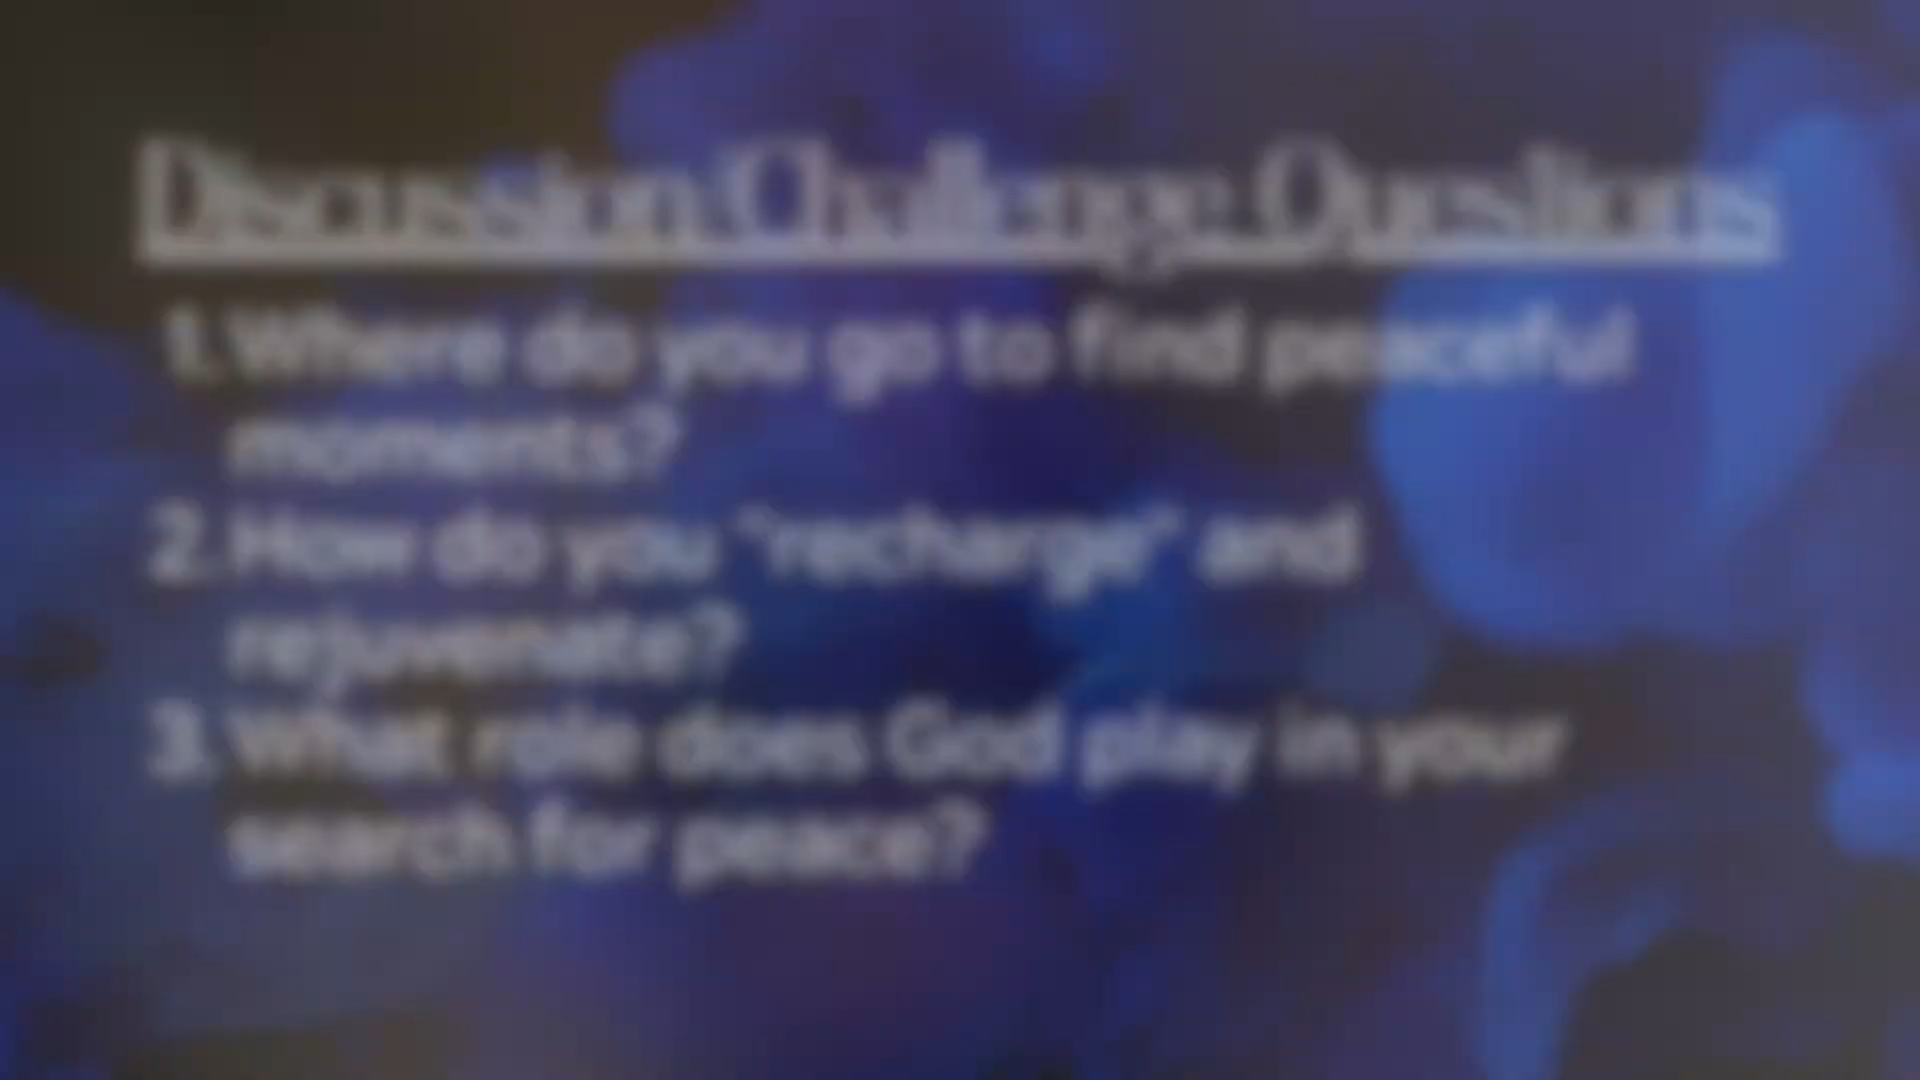 Discussion/Challenge Questions
1. Where do you go to find peaceful
moments?
2. How do you "recharge" and
rejuvenate?
3. What role does God play in your
search for peace?